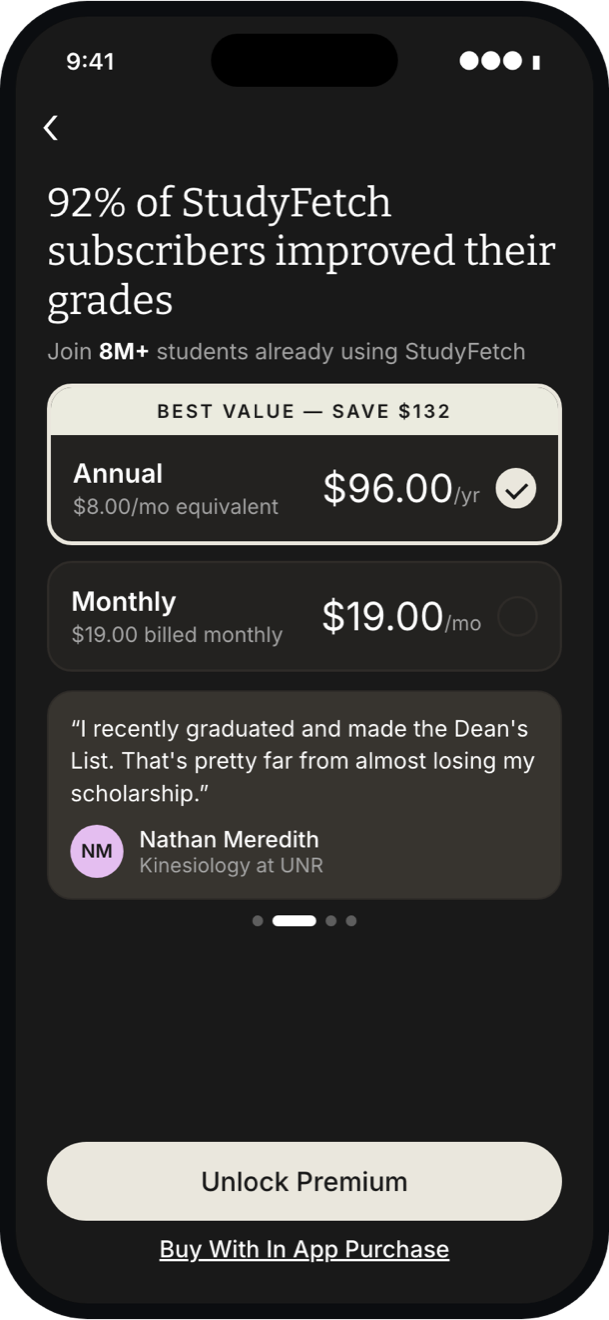 9:41
92% of StudyFetch
subscribers improved their
grades
Join 8M+ students already using StudyFetch
BEST VALUE — SAVE $132
Annual
$96.00/yr
$8.00/mo equivalent
Monthly
$19.00/mo
$19.00 billed monthly
“I recently graduated and made the Dean's
List. That's pretty far from almost losing my
scholarship.”
NM
Nathan Meredith
Kinesiology at UNR
Unlock Premium
Buy With In App Purchase